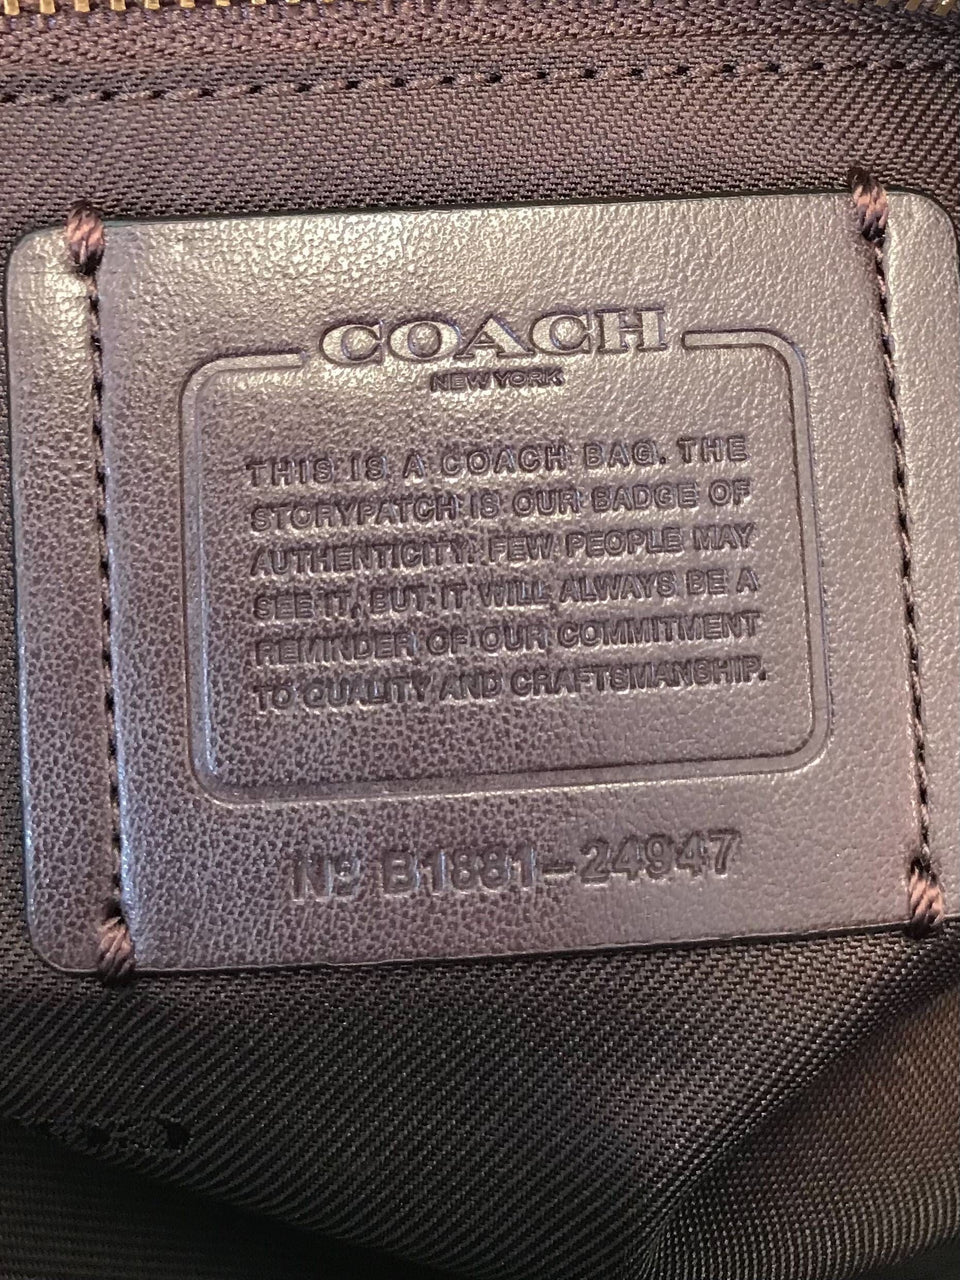 COACH
NEW YORK
THIS IS A COACH BAG. THE
STORYPATCH IS OUR BADGE OF
AUTHENTICITY. FEW PEOPLE MAY
SEE IT, BUT IT WILL ALWAYS BE A
REMINDER OF OUR COMMITMENT
TO QUALITY AND CRAFTSMANSHIP.
Nº B1881-24947